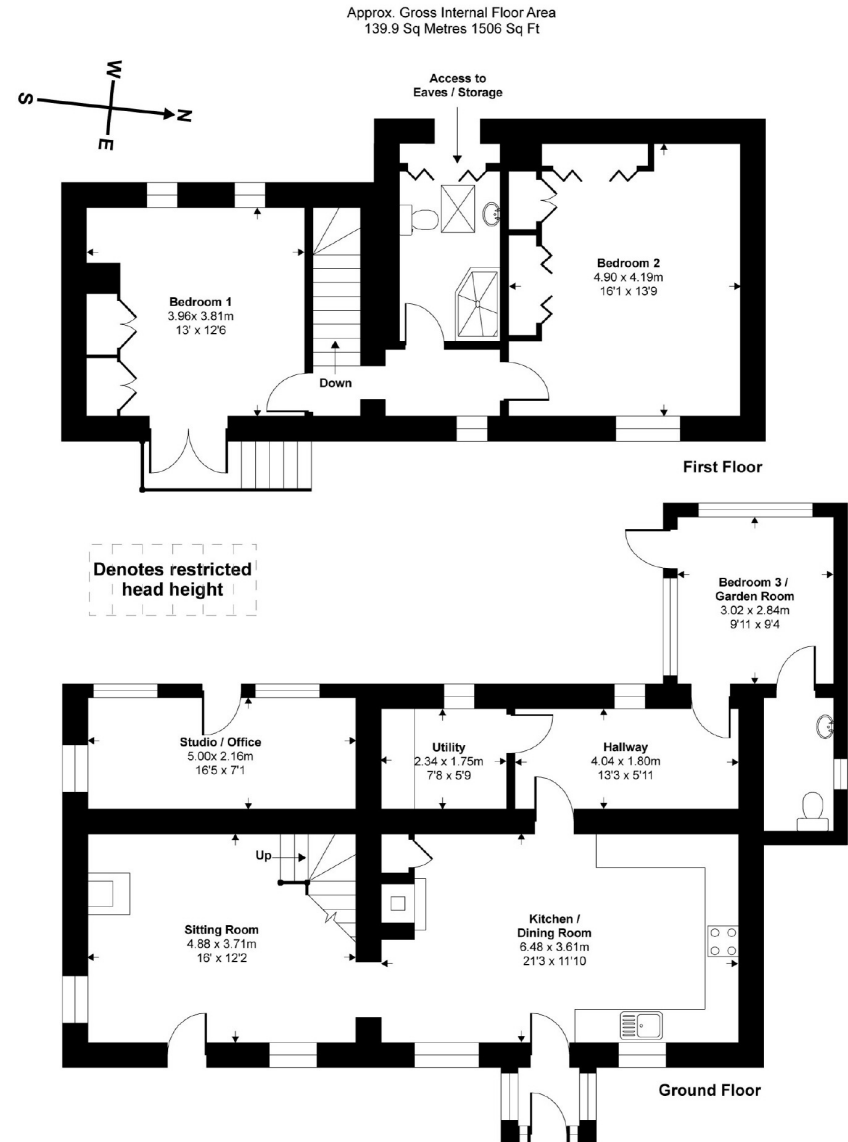 Approx. Gross Internal Floor Area
139.9 Sq Metres 1506 Sq Ft
W
S
N
E
Access to
Eaves / Storage
Bedroom 1
3.96x 3.81m
13' x 12'6
Bedroom 2
4.90 x 4.19m
16'1 x 13'9
Down
First Floor
Denotes restricted
head height
Bedroom 3 /
Garden Room
3.02 x 2.84m
9'11 x 9'4
Studio / Office
5.00x 2.16m
16'5 x 7'1
Utility
2.34 x 1.75m
7'8 x 5'9
Hallway
4.04 x 1.80m
13'3 x 5'11
Up
Sitting Room
4.88 x 3.71m
16' x 12'2
Kitchen /
Dining Room
6.48 x 3.61m
21'3 x 11'10
Ground Floor